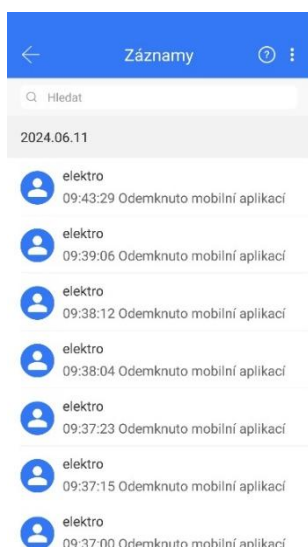 Záznamy
Hledat
2024.06.11
elektro
09:43:29 Odemknuto mobilní aplikací
elektro
09:39:06 Odemknuto mobilní aplikací
elektro
09:38:12 Odemknuto mobilní aplikací
elektro
09:38:04 Odemknuto mobilní aplikací
elektro
09:37:23 Odemknuto mobilní aplikací
elektro
09:37:15 Odemknuto mobilní aplikací
elektro
09:37:00 Odemknuto mobilní aplikací